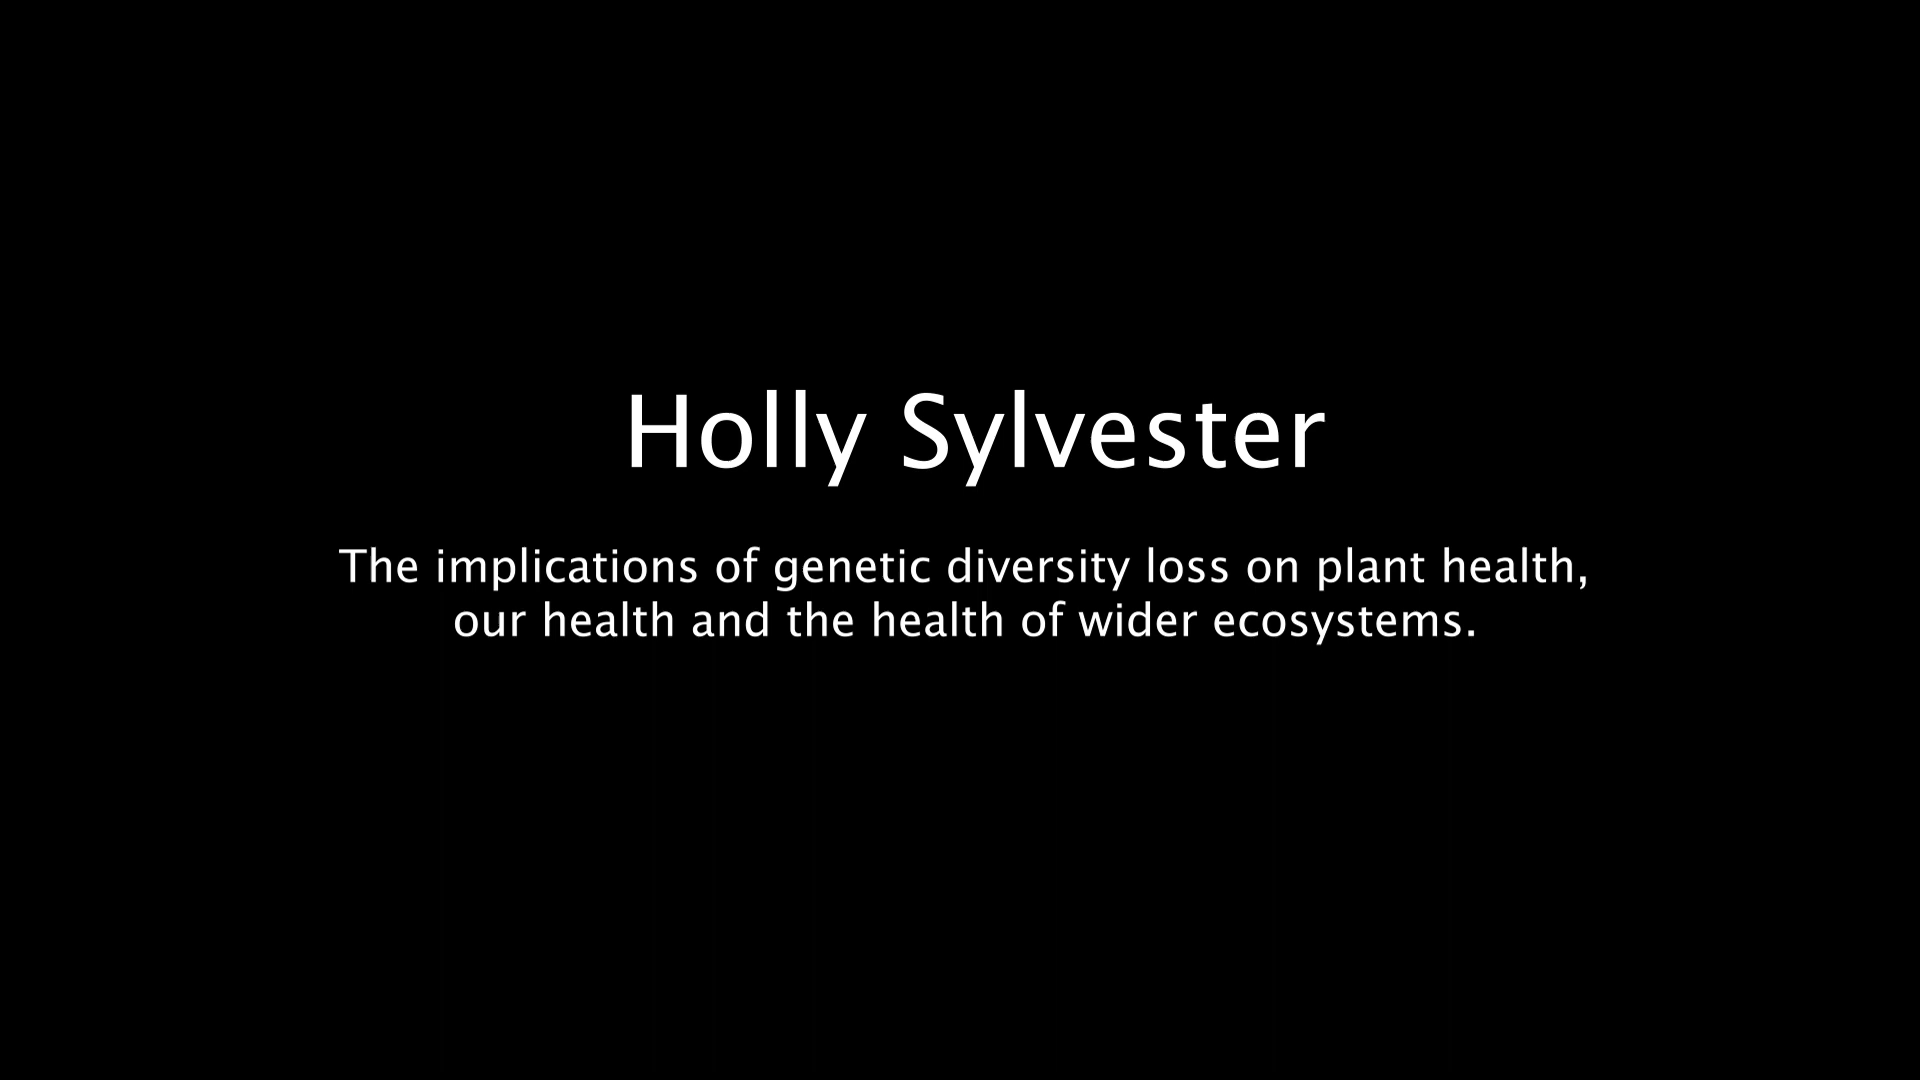 Holly Sylvester
The implications of genetic diversity loss on plant health,
our health and the health of wider ecosystems.